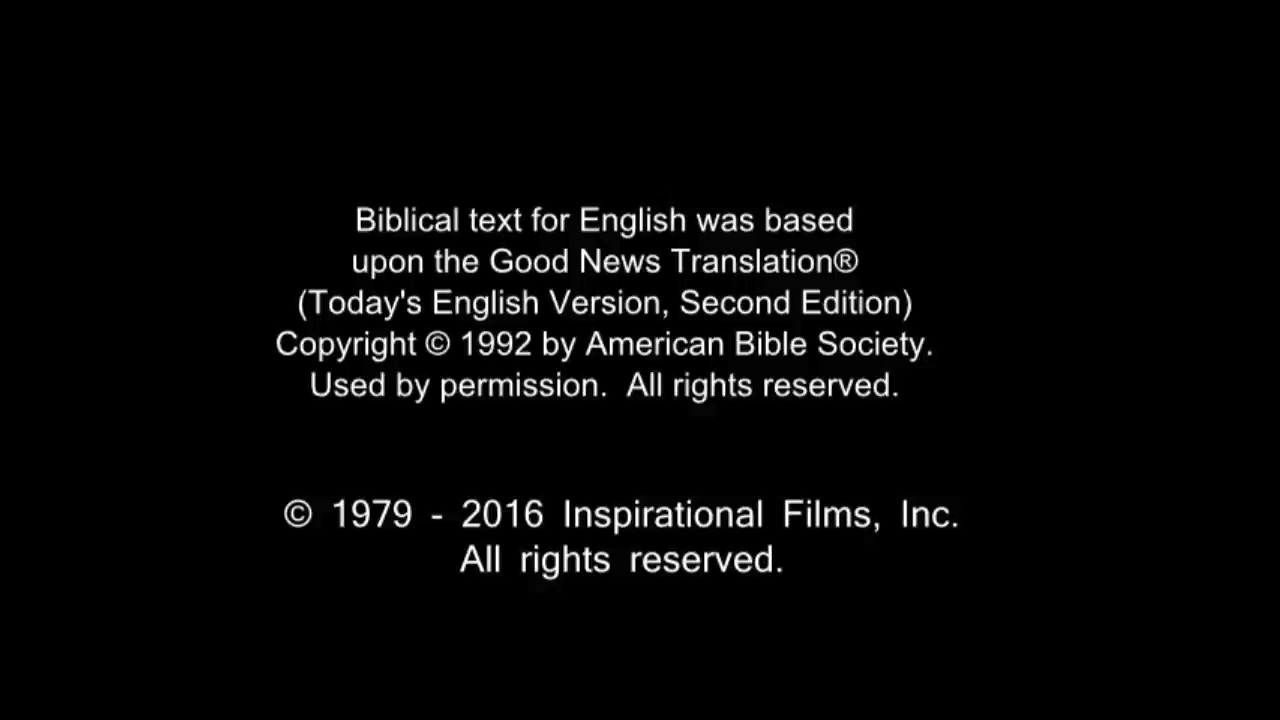 Biblical text for English was based
upon the Good News Translation®
(Today's English Version, Second Edition)
Copyright © 1992 by American Bible Society.
Used by permission.  All rights reserved.
© 1979 - 2016 Inspirational Films, Inc.
All rights reserved.